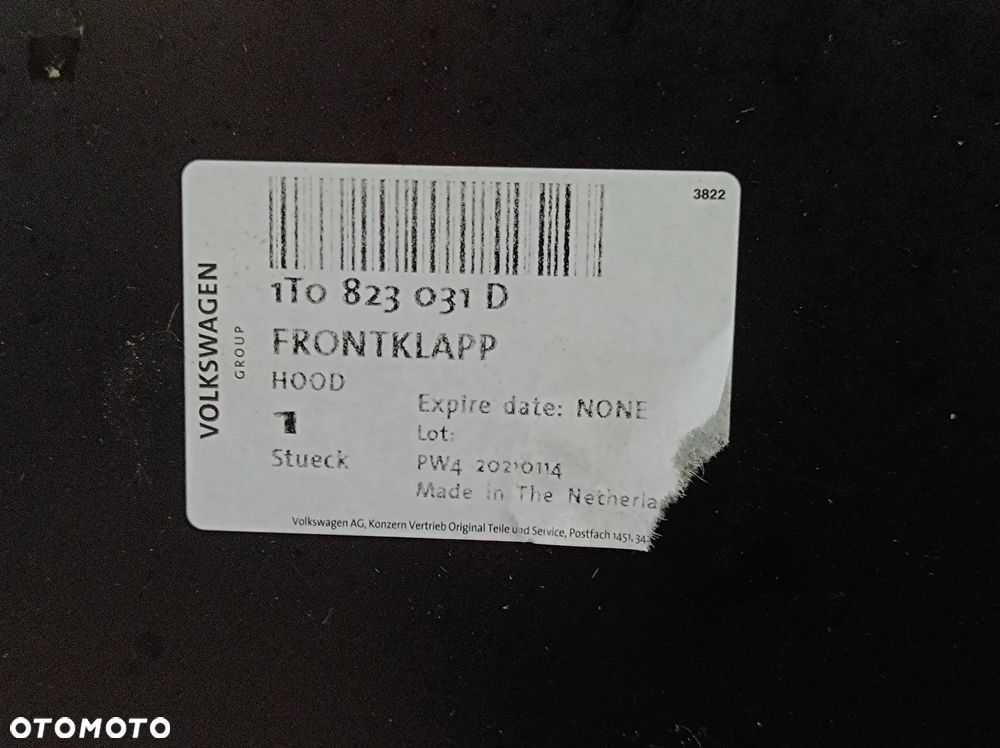 3822
VOLKSWAGEN
GROUP
1T0 823 031 D
FRONTKLAPP
HOOD
1
Stueck
Expire date: NONE
Lot:
PW4 20210114
Made in The Netherla
Volkswagen AG, Konzern Vertrieb Original Teile und Service, Postfach 1451, 34
OTOMOTO